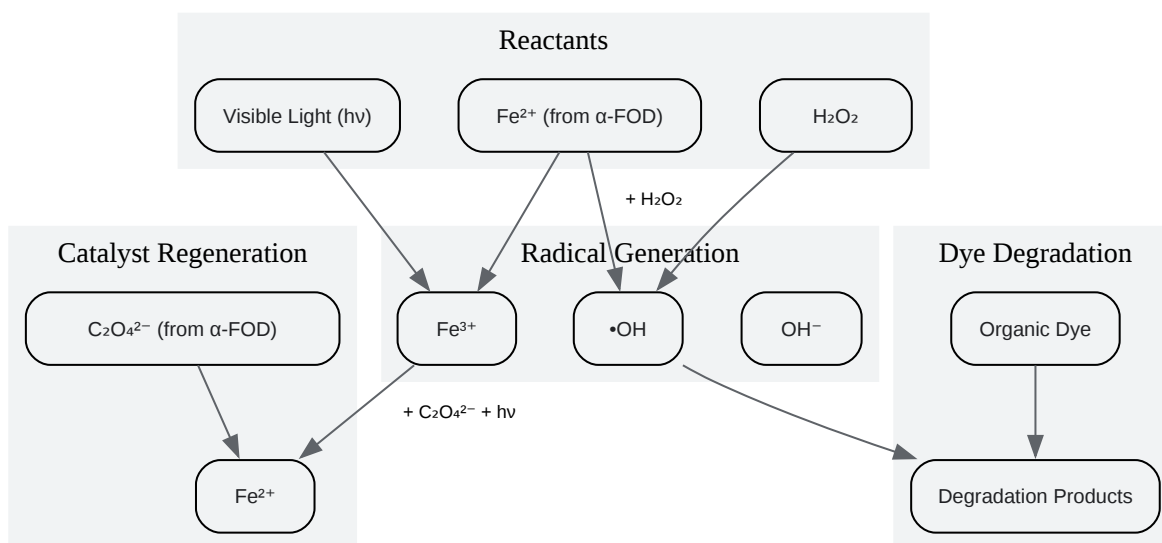 Reactants
Visible Light (hν)
Fe²⁺ (from α-FOD)
H₂O₂
+ H₂O₂
Catalyst Regeneration
Radical Generation
Dye Degradation
C₂O₄²⁻ (from α-FOD)
Fe³⁺
•OH
OH⁻
Organic Dye
+ C₂O₄²⁻ + hν
Fe²⁺
Degradation Products